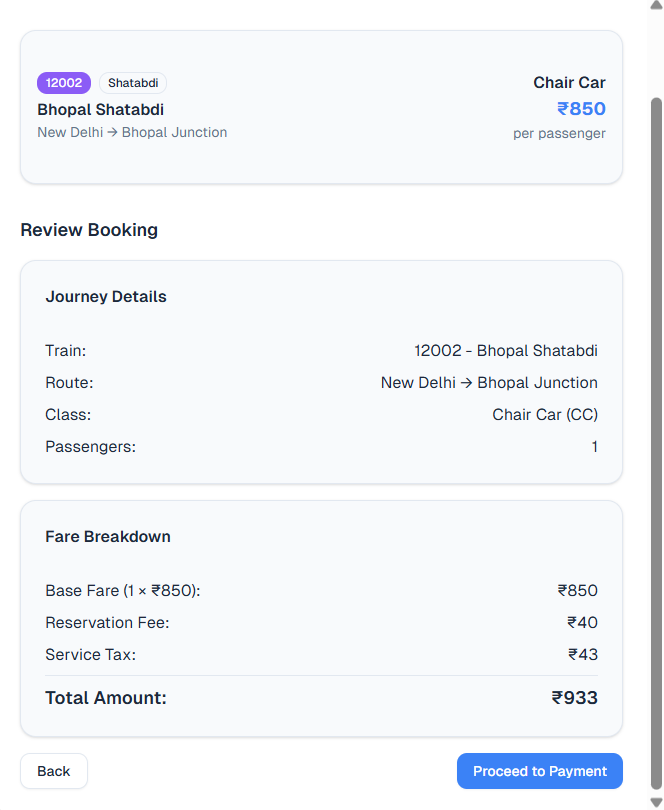 12002 Shatabdi
Chair Car
Bhopal Shatabdi
₹850
New Delhi → Bhopal Junction
per passenger
Review Booking
Journey Details
Train: 12002 - Bhopal Shatabdi
Route: New Delhi → Bhopal Junction
Class: Chair Car (CC)
Passengers: 1
Fare Breakdown
Base Fare (1 × ₹850): ₹850
Reservation Fee: ₹40
Service Tax: ₹43
Total Amount: ₹933
Back
Proceed to Payment